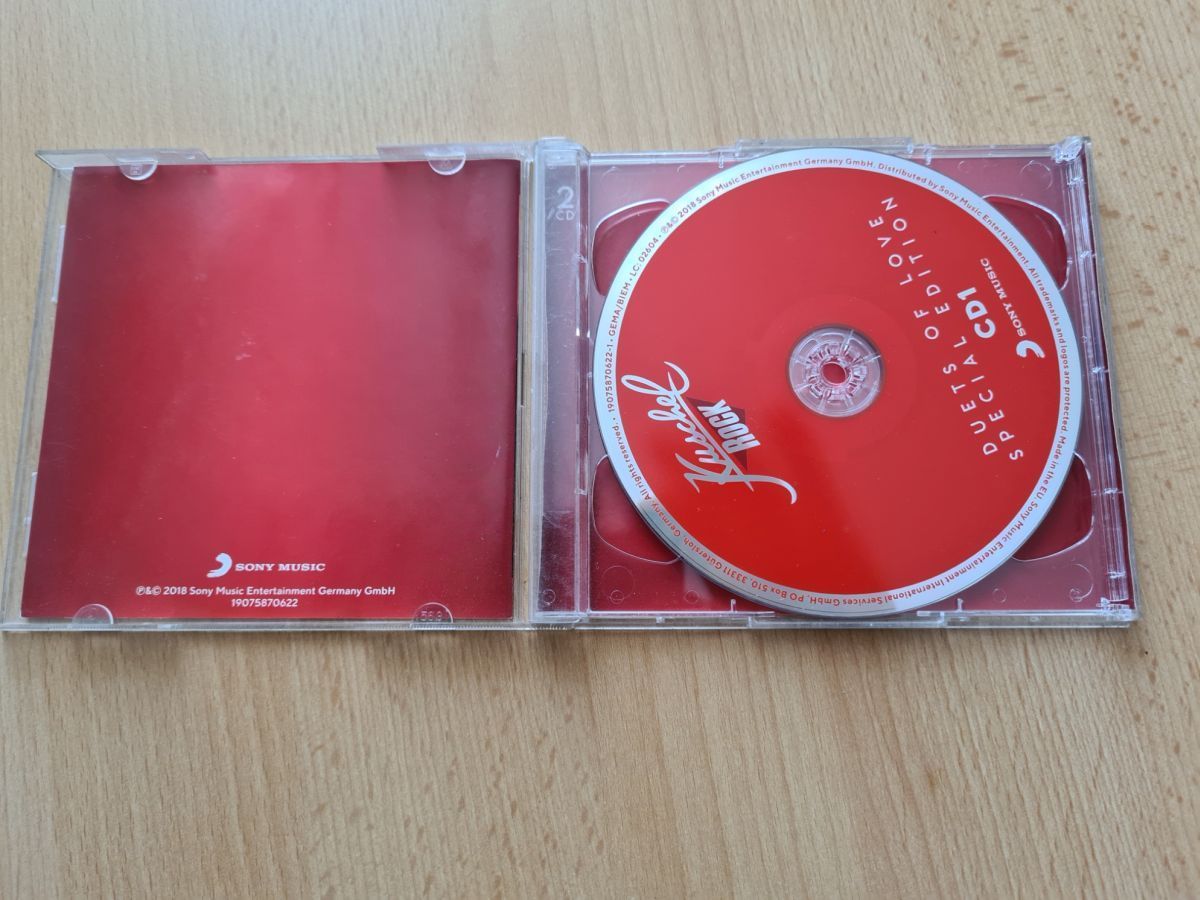 SONY MUSIC
℗&© 2018 Sony Music Entertainment Germany GmbH
19075870622
2
CD
Kuschel
ROCK
DUETS OF LOVE
SPECIAL EDITION
CD1
SONY MUSIC
℗&© 2018 Sony Music Entertainment Germany GmbH. Distributed by Sony Music Entertainment. All trademarks and logos are protected. Made in the EU. Sony Music Entertainment International Services GmbH, PO Box 510, 33311 Gütersloh, Germany. All rights reserved. • 19075870622-1 • GEMA/BIEM • LC: 02604 •